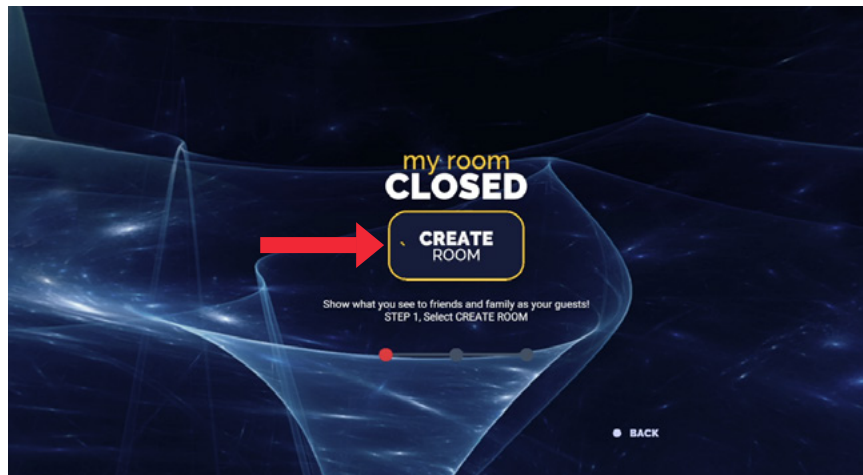 my room
CLOSED
CREATE
ROOM
Show what you see to friends and family as your guests!
STEP 1, Select CREATE ROOM
BACK